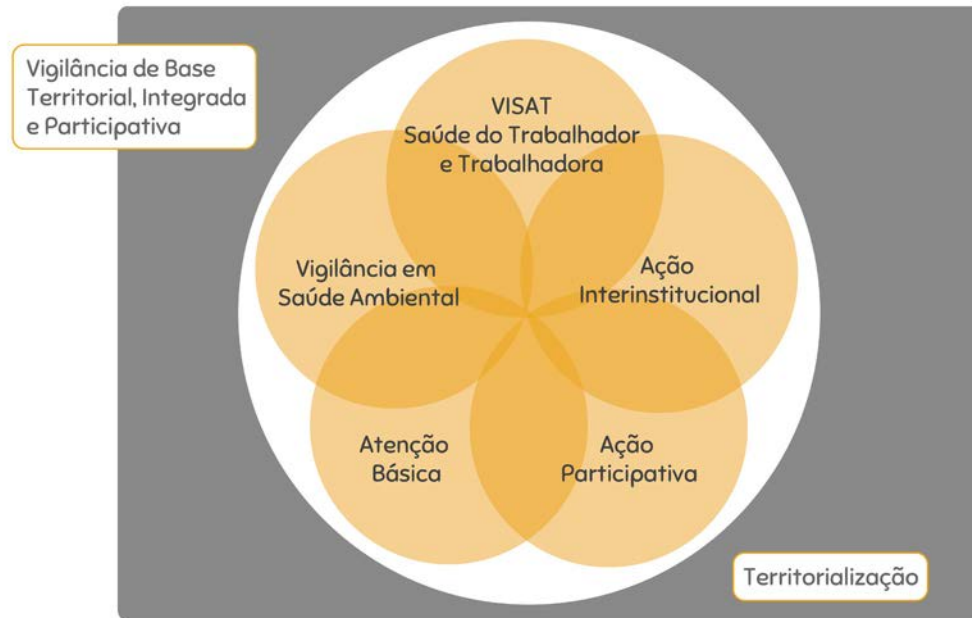 Vigilância de Base
Territorial, Integrada
e Participativa
VISAT
Saúde do Trabalhador
e Trabalhadora
Vigilância em
Saúde Ambiental
Ação
Interinstitucional
Atenção
Básica
Ação
Participativa
Territorialização